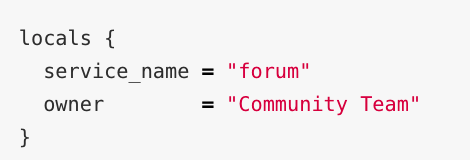 locals {
  service_name = "forum"
  owner        = "Community Team"
}